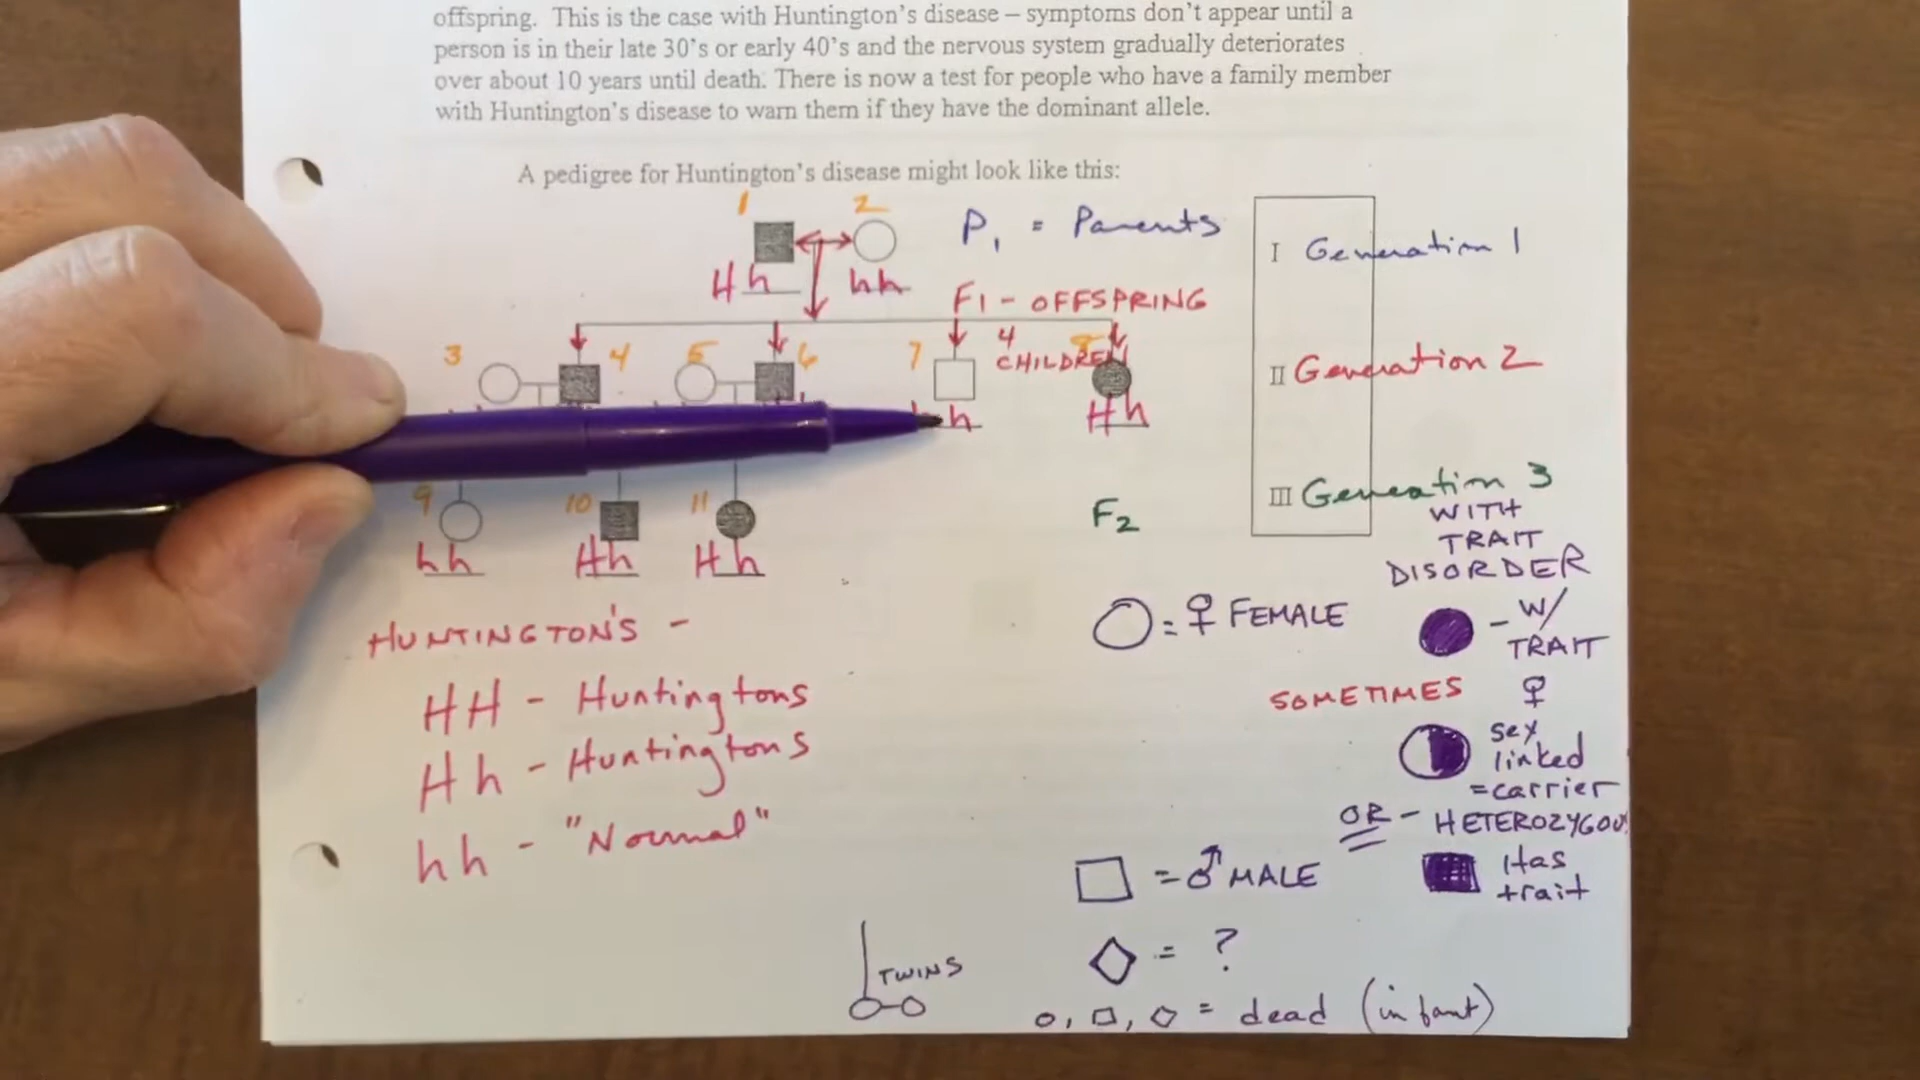 offspring. This is the case with Huntington's disease – symptoms don't appear until a
person is in their late 30's or early 40's and the nervous system gradually deteriorates
over about 10 years until death. There is now a test for people who have a family member
with Huntington's disease to warn them if they have the dominant allele.
A pedigree for Huntington's disease might look like this:
1 2
P1 = Parents
I Generation 1
Hh hh
F1 - OFFSPRING
4
CHILDREN
3 4 5 6 7 8
II Generation 2
h Hh
9 10 11
F2
III Generation 3
hh Hh Hh
WITH
TRAIT
DISORDER
HUNTINGTON'S -
HH - Huntingtons
Hh - Huntingtons
hh - "Normal"
= ♀ FEMALE
- W/
TRAIT
SOMETIMES ♀
sex
linked
= carrier
OR - HETEROZYGOU
= ♂ MALE
Has
trait
= ?
TWINS
, , = dead (infant)